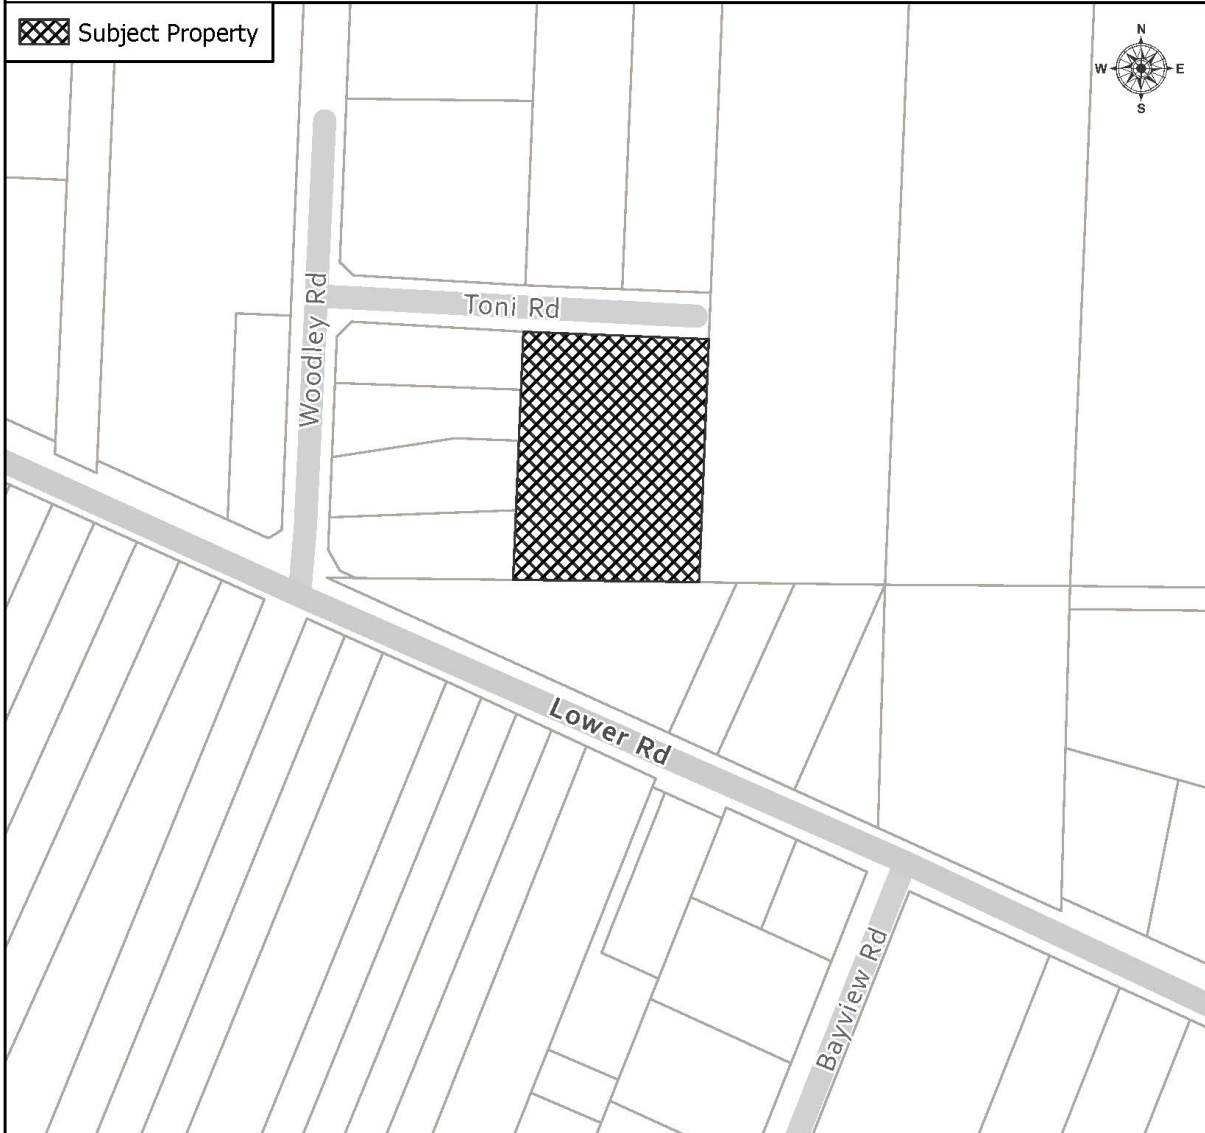 Subject Property
N
W E
S
Toni Rd
Woodley Rd
Lower Rd
Bayview Rd